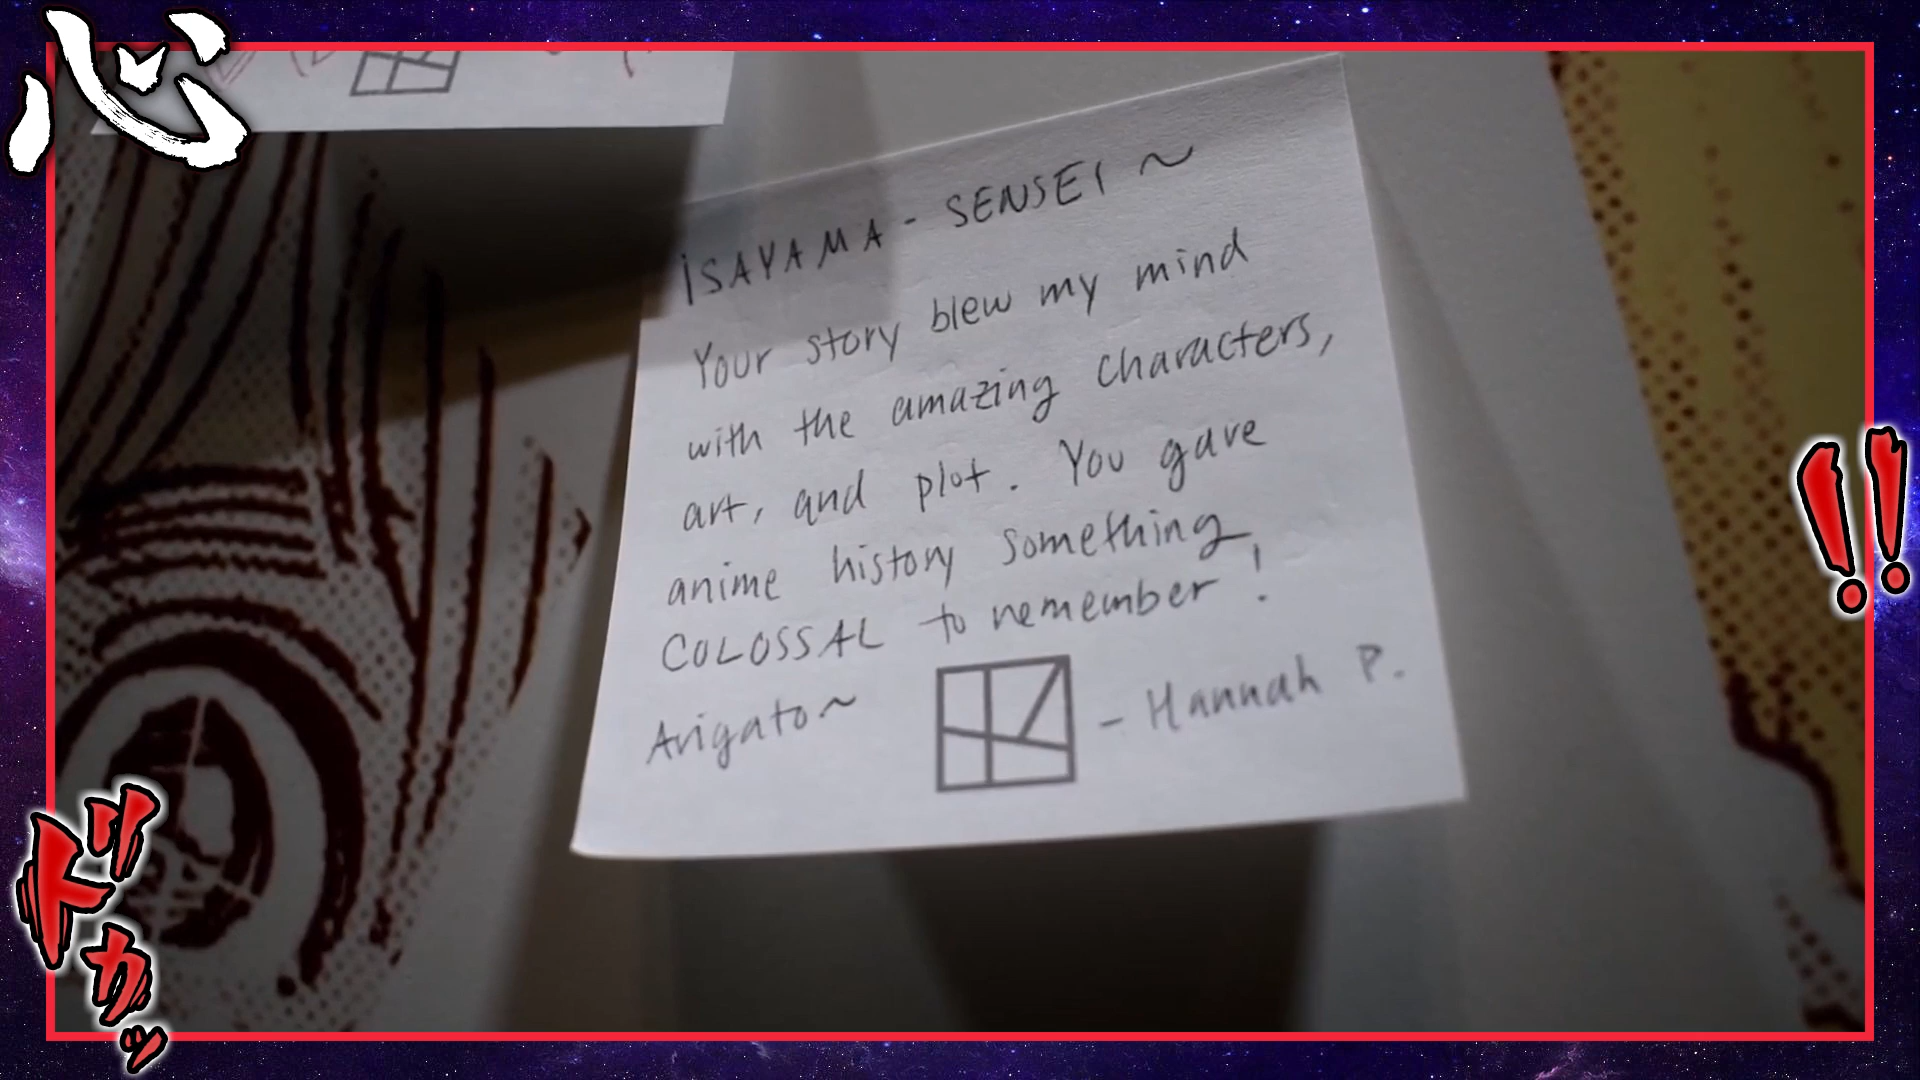 心
ISAYAMA - SENSEI ~
Your story blew my mind
with the amazing characters,
art, and plot. You gave
anime history something
COLOSSAL to remember!
Arigato~ - Hannah P.
!!
ドリカッ